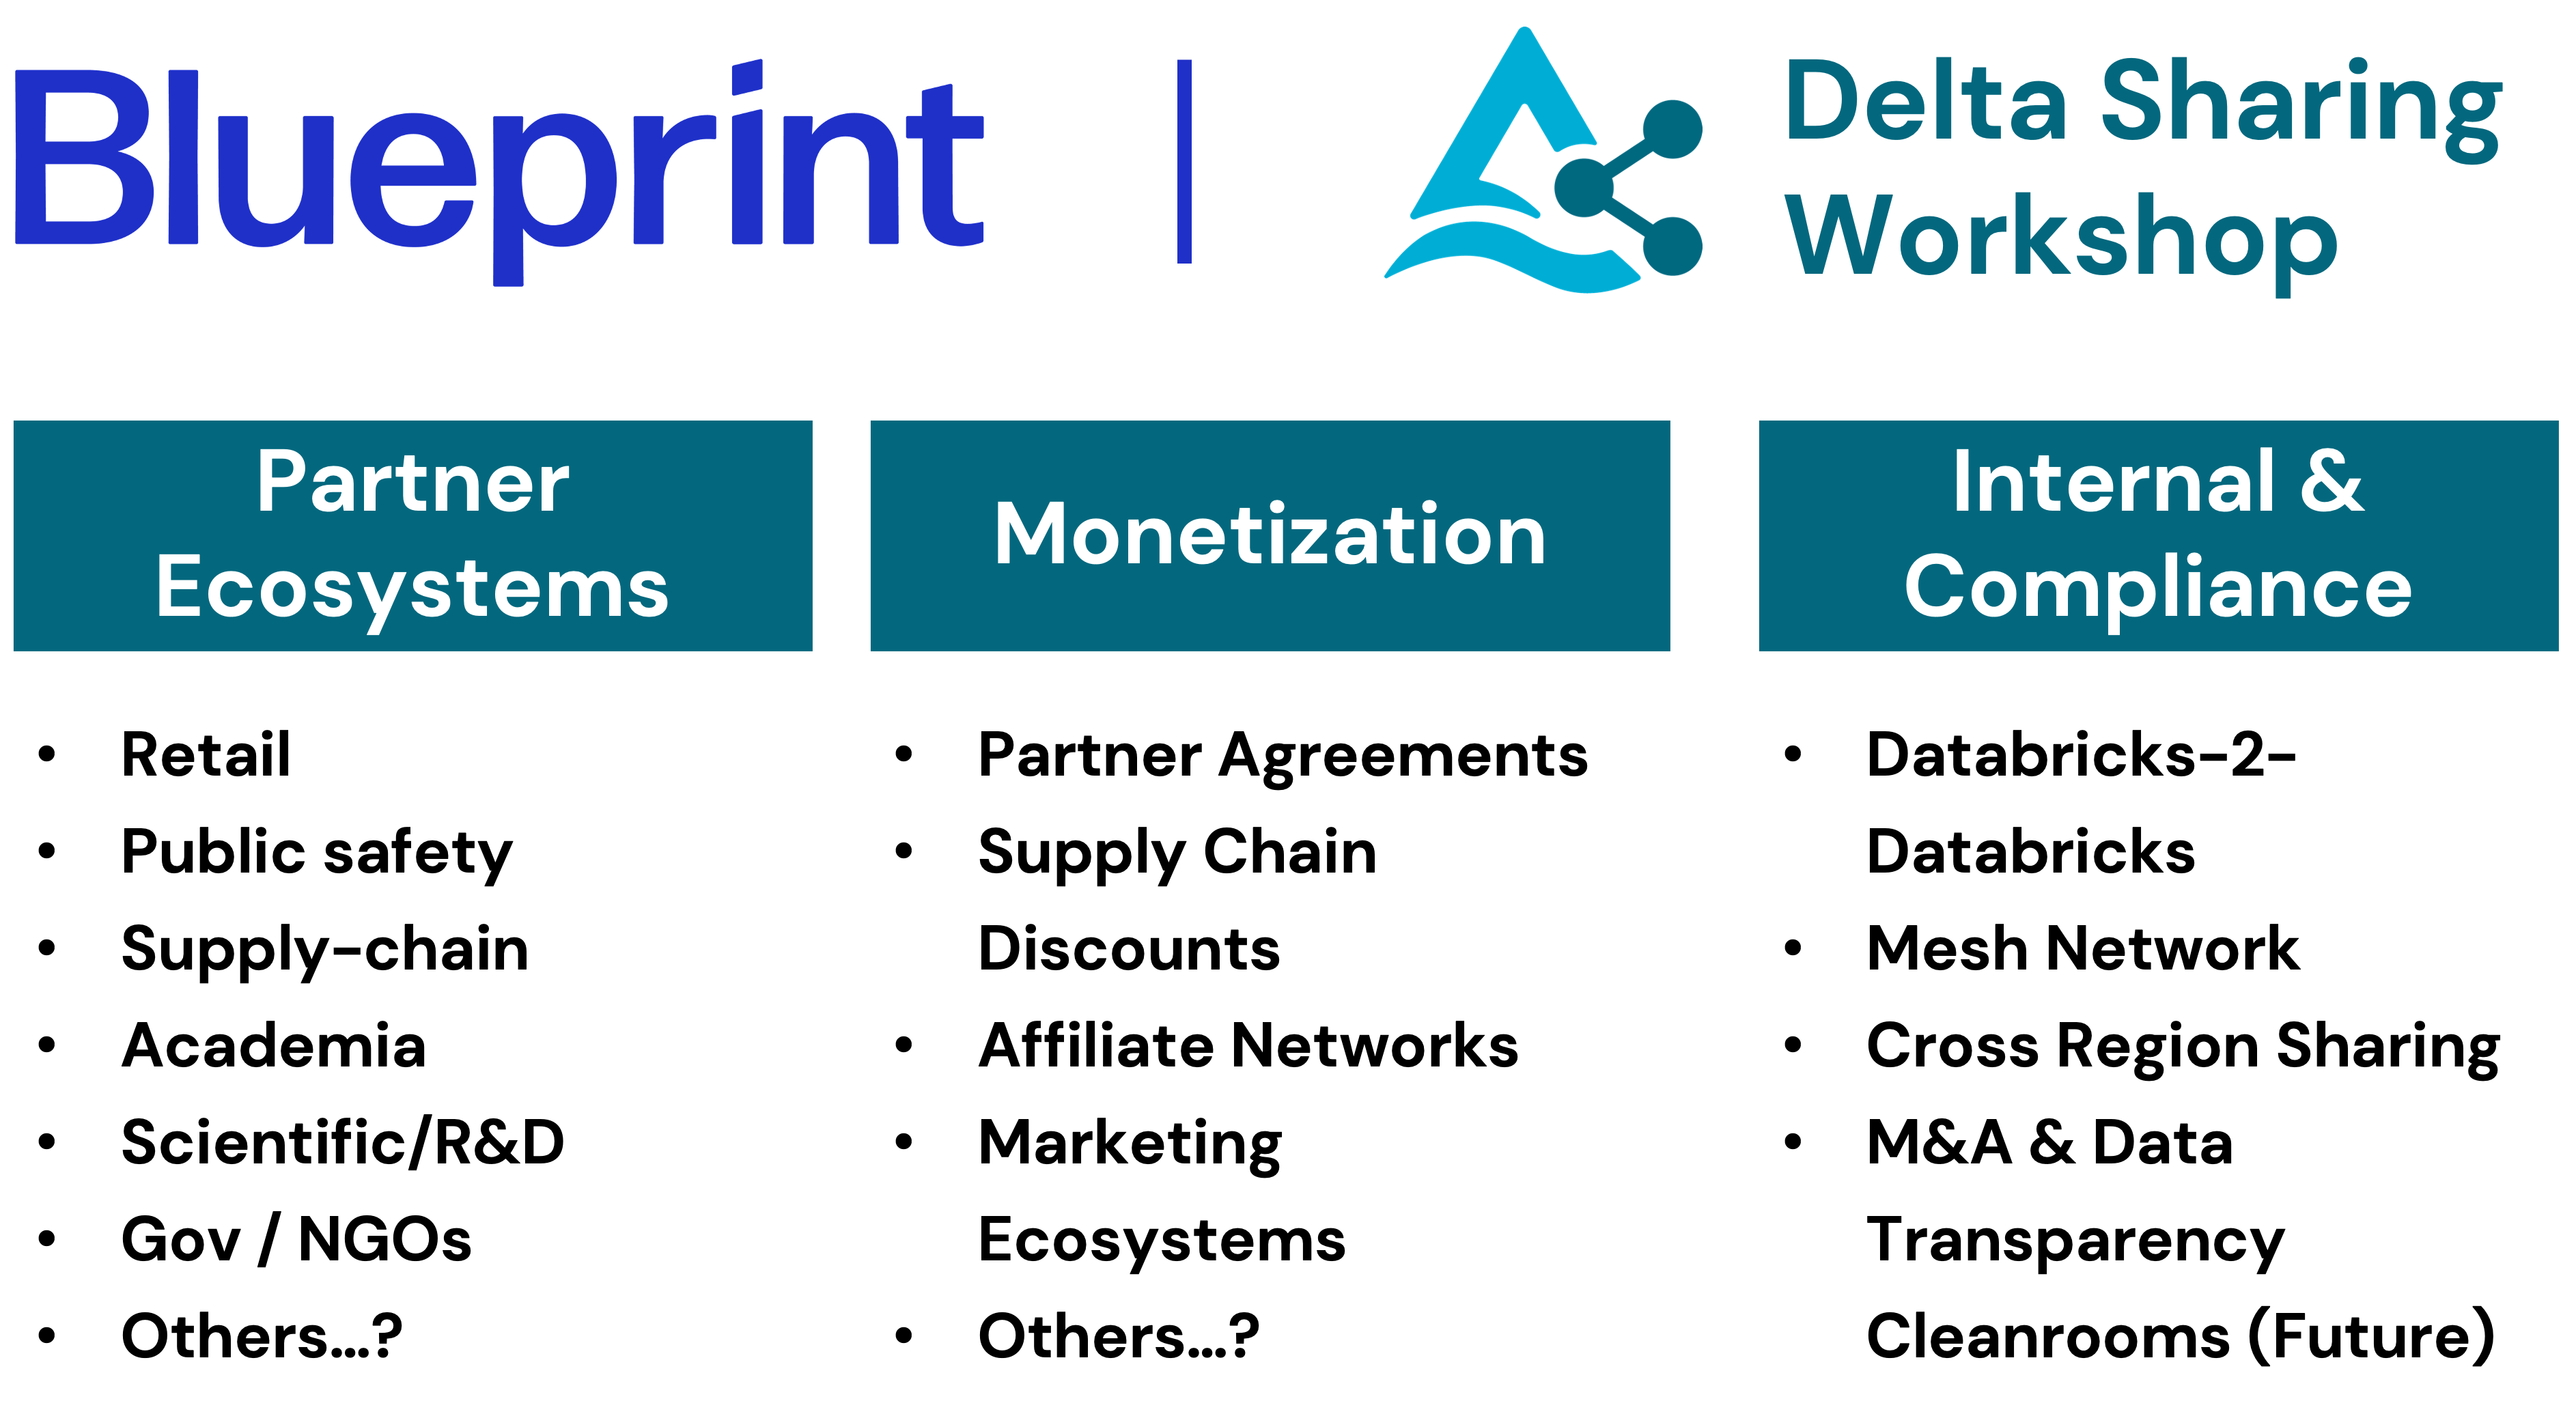 Blueprint
Delta Sharing
Workshop
Partner
Ecosystems
• Retail
• Public safety
• Supply-chain
• Academia
• Scientific/R&D
• Gov / NGOs
• Others...?
Monetization
• Partner Agreements
• Supply Chain
Discounts
• Affiliate Networks
• Marketing
Ecosystems
• Others...?
Internal &
Compliance
• Databricks-2-
Databricks
• Mesh Network
• Cross Region Sharing
• M&A & Data
Transparency
Cleanrooms (Future)